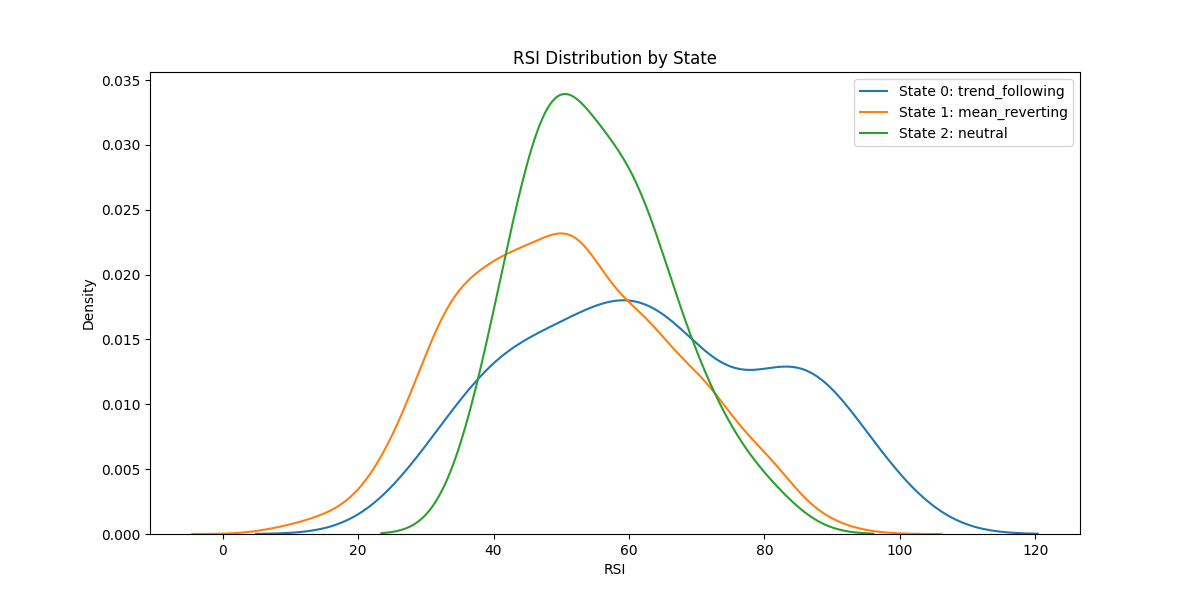 RSI Distribution by State
State 0: trend_following
State 1: mean_reverting
State 2: neutral
Density
0.035
0.030
0.025
0.020
0.015
0.010
0.005
0.000
0 20 40 60 80 100 120
RSI